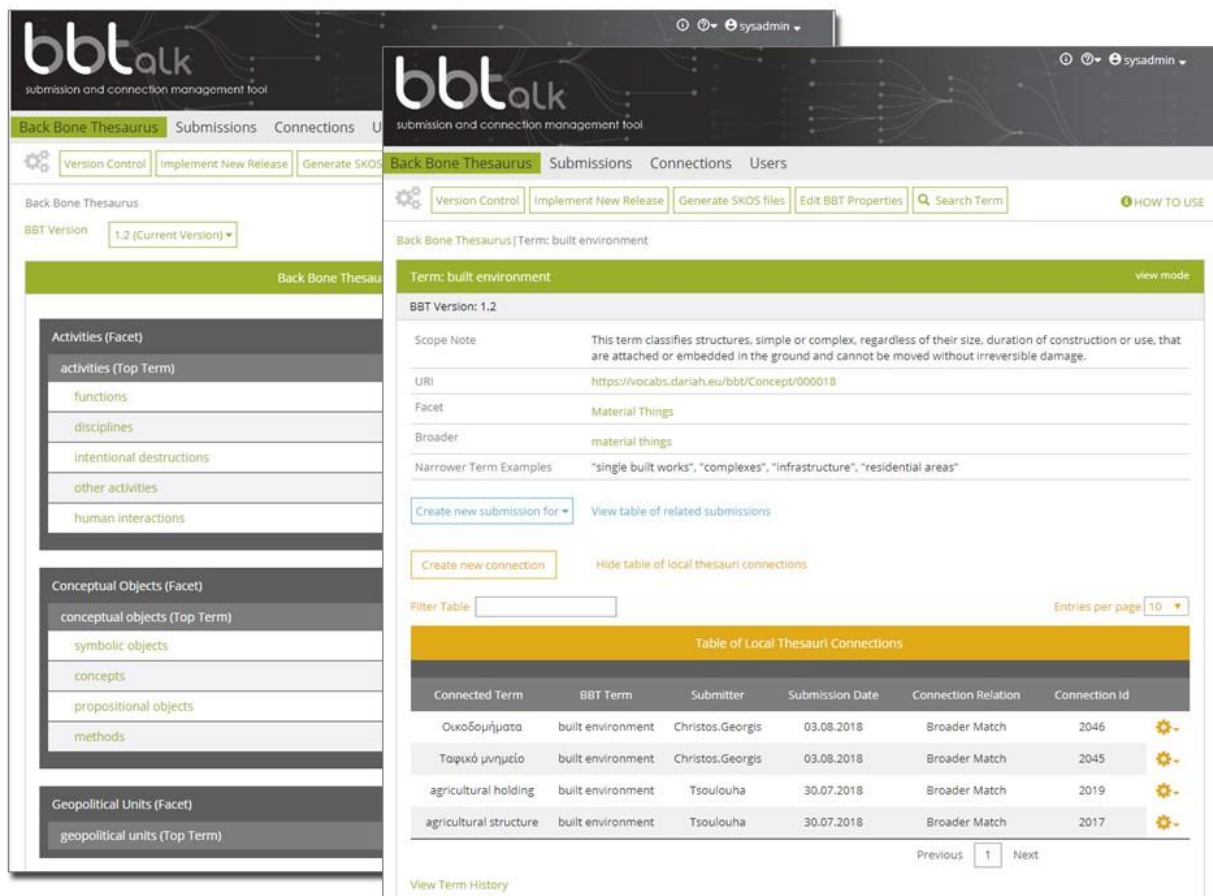 bbtalk
submission and connection management tool
sysadmin
Back Bone Thesaurus Submissions Connections U
Version Control Implement New Release Generate SKOS
Back Bone Thesaurus
BBT Version 1.2 (Current Version)
Back Bone Thesau
Activities (Facet)
activities (Top Term)
functions
disciplines
intentional destructions
other activities
human interactions
Conceptual Objects (Facet)
conceptual objects (Top Term)
symbolic objects
concepts
propositional objects
methods
Geopolitical Units (Facet)
geopolitical units (Top Term)
bbtalk
submission and connection management tool
sysadmin
Back Bone Thesaurus Submissions Connections Users
Version Control Implement New Release Generate SKOS files Edit BBT Properties Search Term HOW TO USE
Back Bone Thesaurus|Term: built environment
Term: built environment view mode
BBT Version: 1.2
Scope Note This term classifies structures, simple or complex, regardless of their size, duration of construction or use, that
are attached or embedded in the ground and cannot be moved without irreversible damage.
URI https://vocabs.dariah.eu/bbt/Concept/000018
Facet Material Things
Broader material things
Narrower Term Examples "single built works", "complexes", "infrastructure", "residential areas"
Create new submission for View table of related submissions
Create new connection Hide table of local thesauri connections
Filter Table Entries per page 10
Table of Local Thesauri Connections
Connected Term BBT Term Submitter Submission Date Connection Relation Connection Id
Οικοδομήματα built environment Christos.Georgis 03.08.2018 Broader Match 2046
Ταφικό μνημείο built environment Christos.Georgis 03.08.2018 Broader Match 2045
agricultural holding built environment Tsoulouha 30.07.2018 Broader Match 2019
agricultural structure built environment Tsoulouha 30.07.2018 Broader Match 2017
Previous 1 Next
View Term History